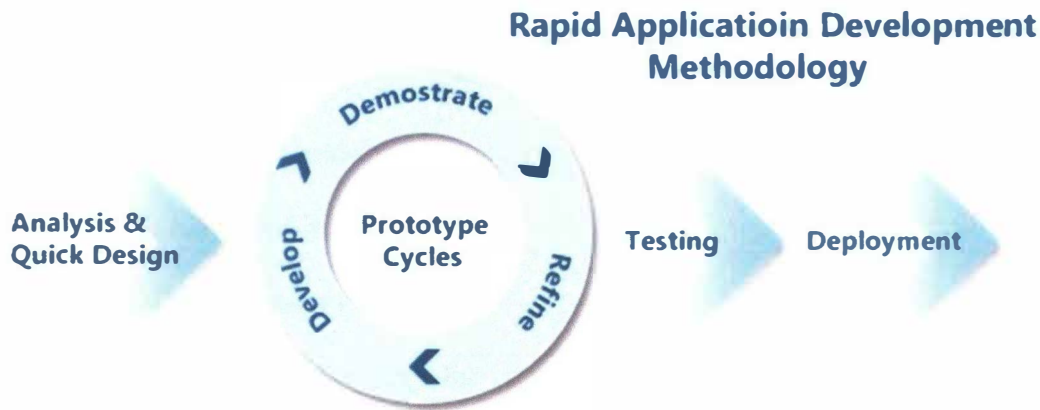 Rapid Applicatioin Development
Methodology
Demostrate
Analysis &
Quick Design
Develop
Prototype
Cycles
Refine
Testing
Deployment